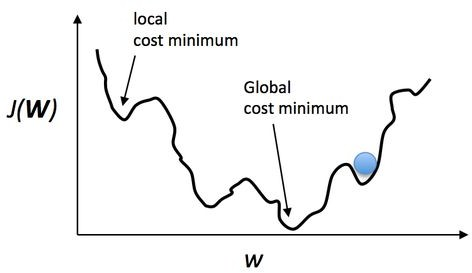 local
cost minimum
Global
cost minimum
J(W)
w